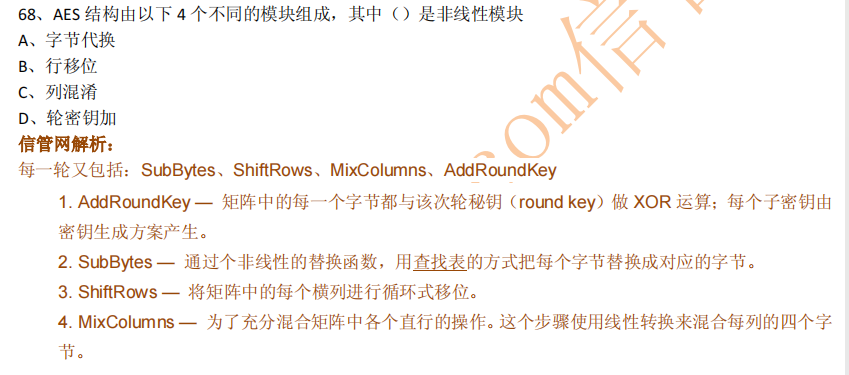 68、AES 结构由以下 4 个不同的模块组成，其中（）是非线性模块
A、字节代换
B、行移位
C、列混淆
D、轮密钥加
信管网解析：
每一轮又包括：SubBytes、ShiftRows、MixColumns、AddRoundKey
1. AddRoundKey — 矩阵中的每一个字节都与该次轮秘钥（round key）做 XOR 运算；每个子密钥由
密钥生成方案产生。
2. SubBytes — 通过个非线性的替换函数，用查找表的方式把每个字节替换成对应的字节。
3. ShiftRows — 将矩阵中的每个横列进行循环式移位。
4. MixColumns — 为了充分混合矩阵中各个直行的操作。这个步骤使用线性转换来混合每列的四个字
节。
com信